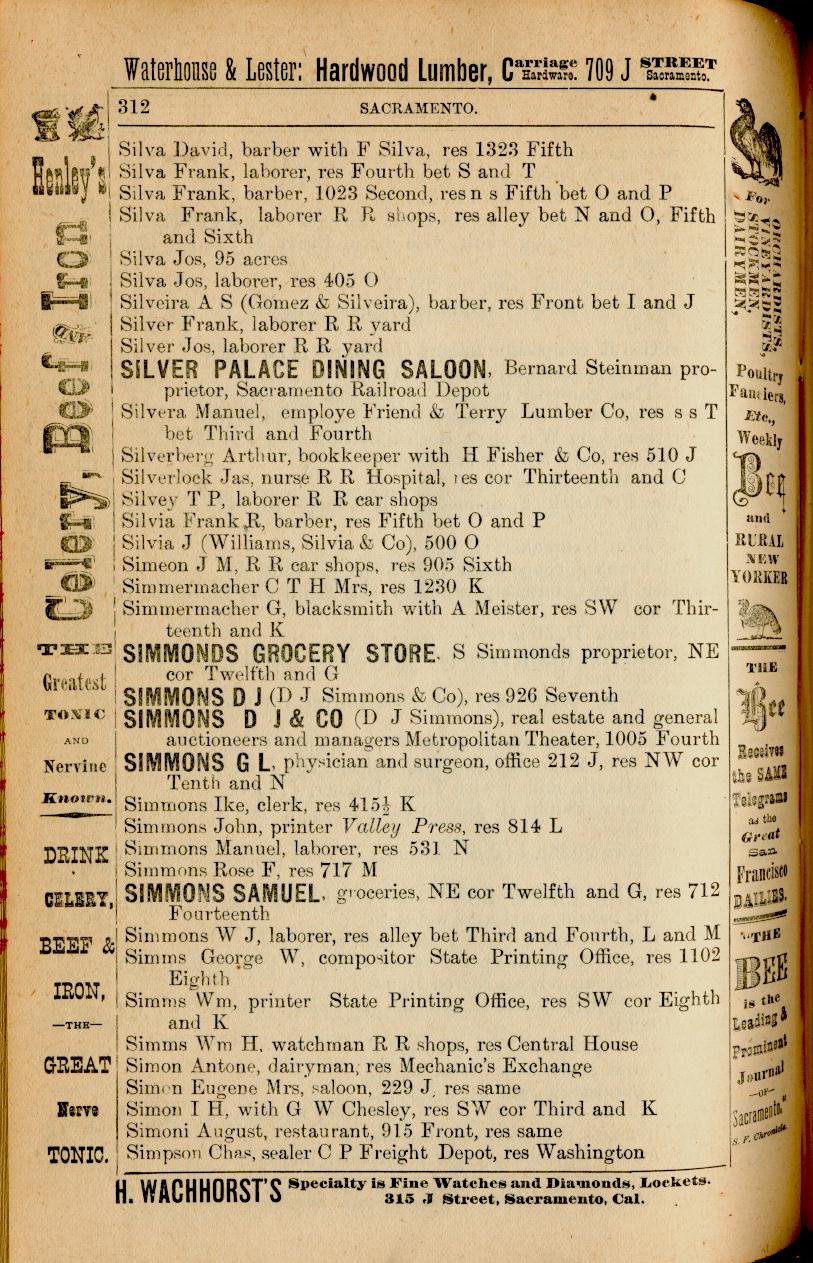 Waterhouse & Lester: Hardwood Lumber, Carriage Hardware. 709 J STREET Sacramento.
312 SACRAMENTO.
Silva David, barber with F Silva, res 1323 Fifth
Silva Frank, laborer, res Fourth bet S and T
Silva Frank, barber, 1023 Second, res n s Fifth bet O and P
Silva Frank, laborer R R shops, res alley bet N and O, Fifth
and Sixth
Silva Jos, 95 acres
Silva Jos, laborer, res 405 O
Silveira A S (Gomez & Silveira), barber, res Front bet I and J
Silver Frank, laborer R R yard
Silver Jos, laborer R R yard
SILVER PALACE DINING SALOON, Bernard Steinman pro-
prietor, Sacramento Railroad Depot
Silvera Manuel, employe Friend & Terry Lumber Co, res s s T
bet Third and Fourth
Silverberg Arthur, bookkeeper with H Fisher & Co, res 510 J
Silverlock Jas, nurse R R Hospital, res cor Thirteenth and C
Silvey T P, laborer R R car shops
Silvia Frank R, barber, res Fifth bet O and P
Silvia J (Williams, Silvia & Co), 500 O
Simeon J M, R R car shops, res 905 Sixth
Simmermacher C T H Mrs, res 1230 K
Simmermacher G, blacksmith with A Meister, res SW cor Thir-
teenth and K
SIMMONDS GROCERY STORE, S Simmonds proprietor, NE
cor Twelfth and G
SIMMONS D J (D J Simmons & Co), res 926 Seventh
SIMMONS D J & CO (D J Simmons), real estate and general
auctioneers and managers Metropolitan Theater, 1005 Fourth
SIMMONS G L, physician and surgeon, office 212 J, res NW cor
Tenth and N
Simmons Ike, clerk, res 415½ K
Simmons John, printer Valley Press, res 814 L
Simmons Manuel, laborer, res 531 N
Simmons Rose F, res 717 M
SIMMONS SAMUEL, groceries, NE cor Twelfth and G, res 712
Fourteenth
Simmons W J, laborer, res alley bet Third and Fourth, L and M
Simms George W, compositor State Printing Office, res 1102
Eighth
Simms Wm, printer State Printing Office, res SW cor Eighth
and K
Simms Wm H, watchman R R shops, res Central House
Simon Antone, dairyman, res Mechanic's Exchange
Simon Eugene Mrs, saloon, 229 J, res same
Simon I H, with G W Chesley, res SW cor Third and K
Simoni August, restaurant, 915 Front, res same
Simpson Chas, sealer C P Freight Depot, res Washington
H. WACHHORST'S Specialty is Fine Watches and Diamonds, Lockets.
315 J Street, Sacramento, Cal.
Henley's
Celery, Beef and Iron
THE
Greatest
TONIC
AND
Nervine
Known.
DRINK
CELERY,
BEEF &
IRON,
—THE—
GREAT
Nerve
TONIC.
For
ORCHARDISTS,
VINEYARDISTS,
STOCKMEN,
DAIRYMEN,
Poultry
Fanciers,
Etc.,
Weekly
Bee
and
RURAL
NEW
YORKER
THE
Bee
Receives
the SAME
Telegrams
as the
Great
San
Francisco
DAILIES.
"THE
BEE
is the
Leading &
Prominent
Journal
—OF—
Sacramento."
S. F. Chronicle.